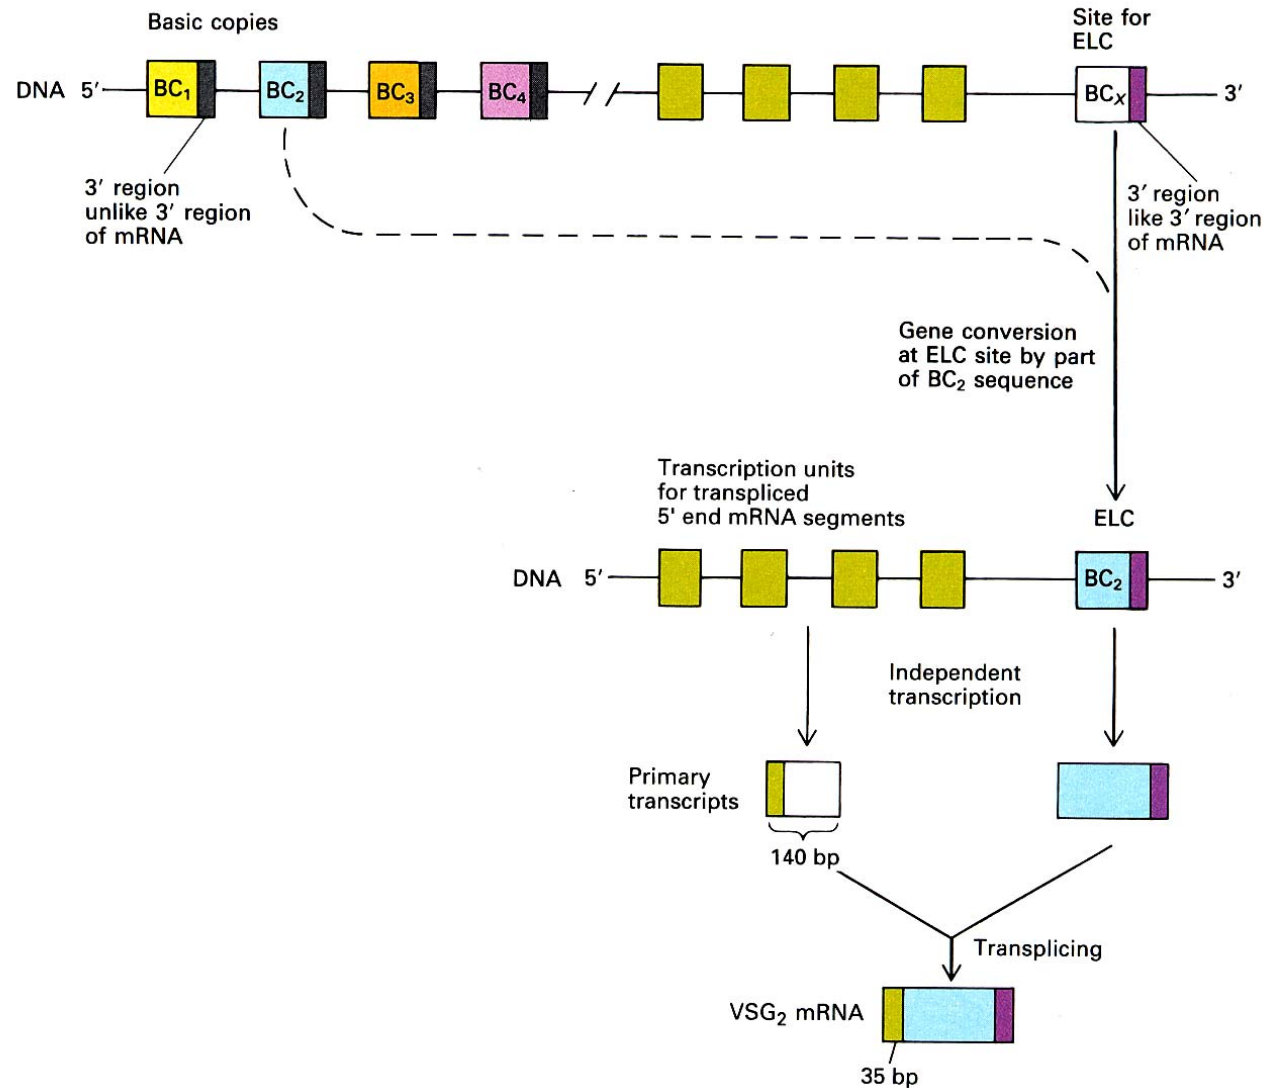 Basic copies
Site for
ELC
DNA 5′ BC₁ BC₂ BC₃ BC₄ BCₓ 3′
3′ region
unlike 3′ region
of mRNA
3′ region
like 3′ region
of mRNA
Gene conversion
at ELC site by part
of BC₂ sequence
Transcription units
for transpliced
5' end mRNA segments
ELC
DNA 5′ BC₂ 3′
Independent
transcription
Primary
transcripts
140 bp
Transplicing
VSG₂ mRNA
35 bp